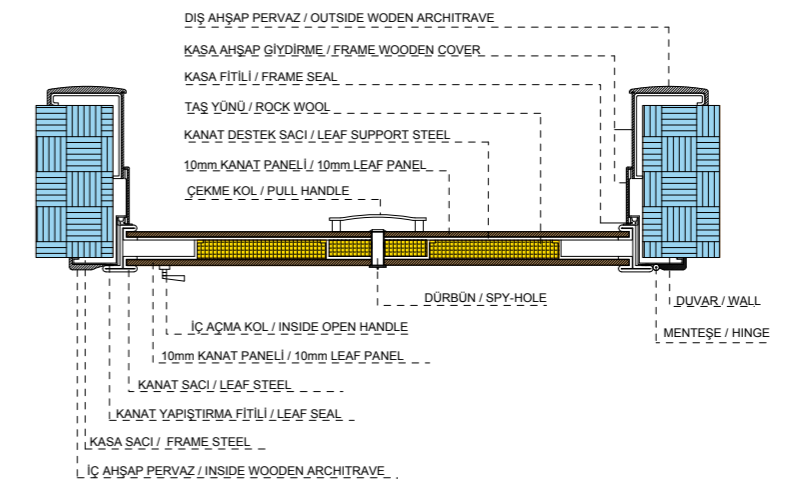 DIŞ AHŞAP PERVAZ / OUTSIDE WODEN ARCHITRAVE
KASA AHŞAP GİYDİRME / FRAME WOODEN COVER
KASA FİTİLİ / FRAME SEAL
TAŞ YÜNÜ / ROCK WOOL
KANAT DESTEK SACI / LEAF SUPPORT STEEL
10mm KANAT PANELİ / 10mm LEAF PANEL
ÇEKME KOL / PULL HANDLE
DÜRBÜN / SPY-HOLE
DUVAR / WALL
MENTEŞE / HINGE
İÇ AÇMA KOL / INSIDE OPEN HANDLE
10mm KANAT PANELİ / 10mm LEAF PANEL
KANAT SACI / LEAF STEEL
KANAT YAPIŞTIRMA FİTİLİ / LEAF SEAL
KASA SACI / FRAME STEEL
İÇ AHŞAP PERVAZ / INSIDE WOODEN ARCHITRAVE